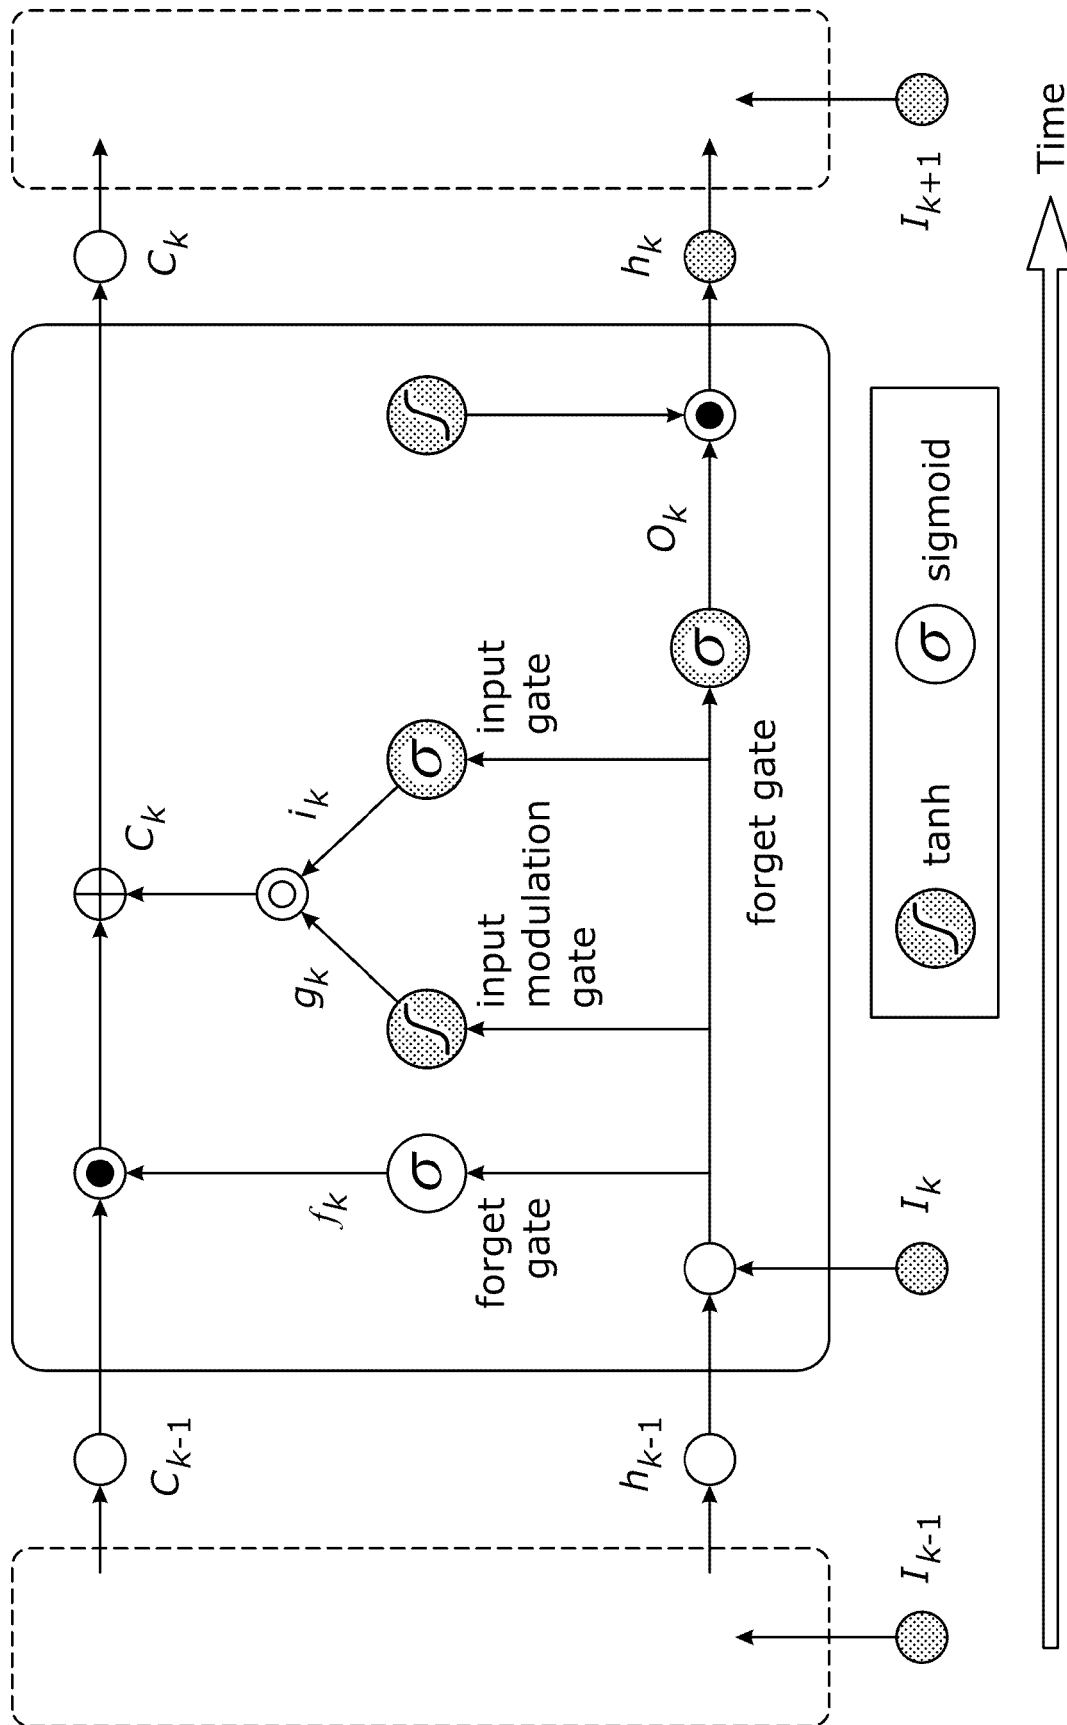 C_{k-1}
C_k
C_k
g_k
i_k
f_k
forget
gate
input
modulation
gate
input
gate
σ
σ
σ
O_k
h_{k-1}
h_k
forget gate
I_{k-1}
I_k
I_{k+1}
tanh
σ sigmoid
Time